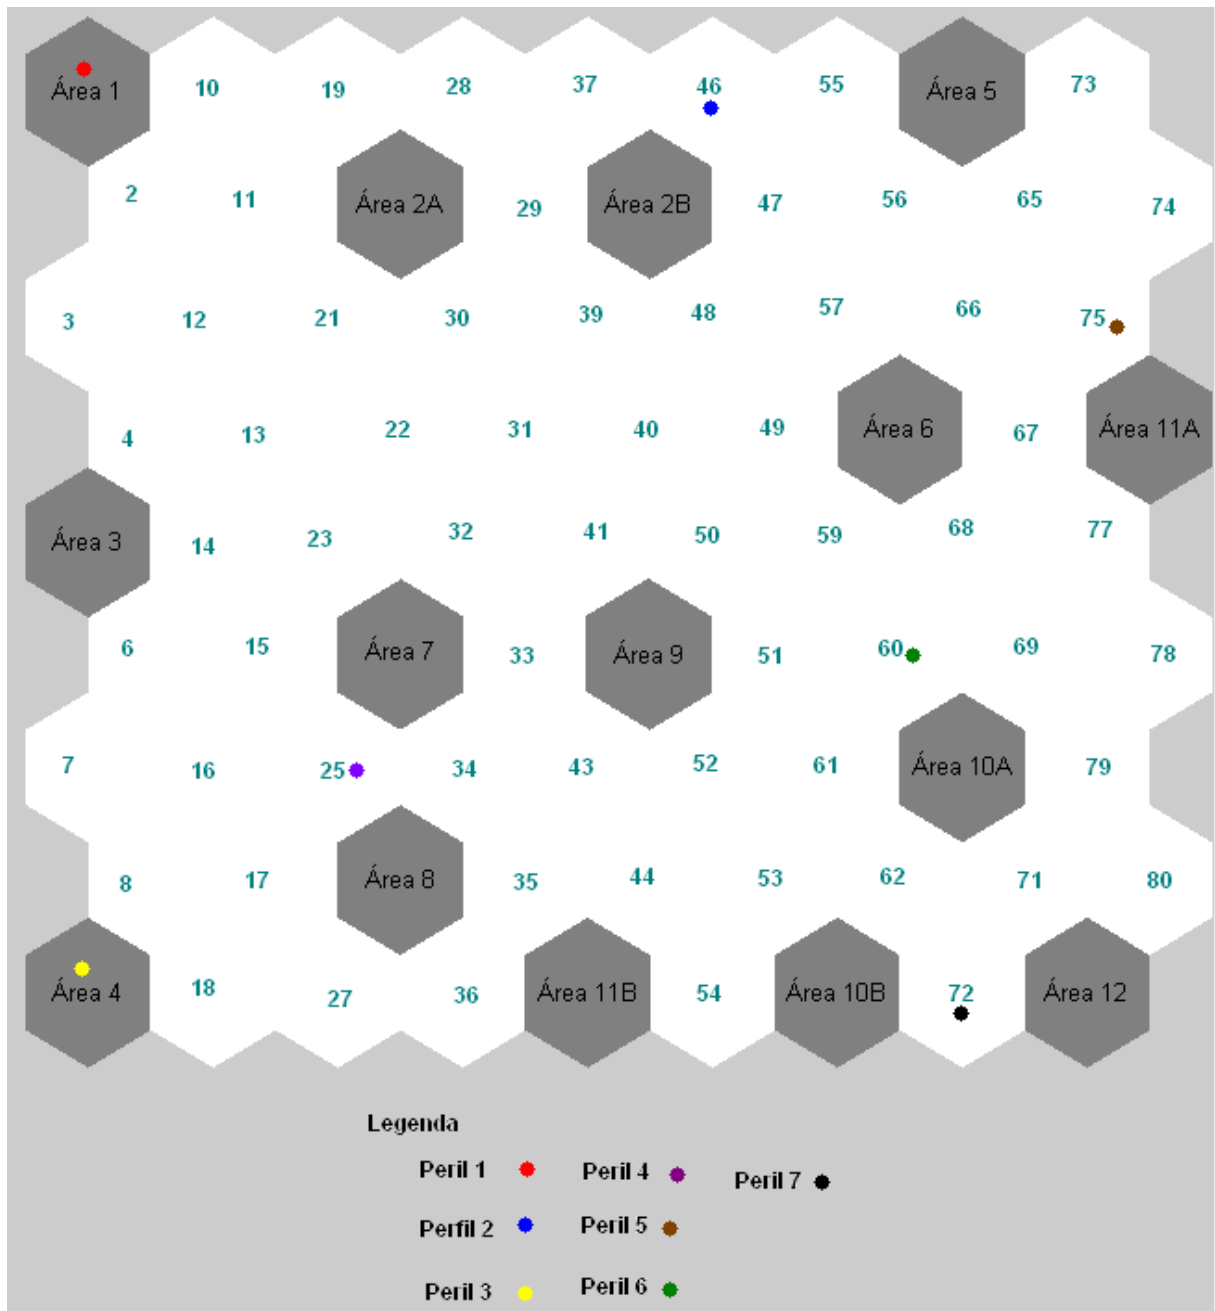 Área 1 10 19 28 37 46 55 Área 5 73
2 11 Área 2A 29 Área 2B 47 56 65 74
3 12 21 30 39 48 57 66 75
4 13 22 31 40 49 Área 6 67 Área 11A
Área 3 14 23 32 41 50 59 68 77
6 15 Área 7 33 Área 9 51 60 69 78
7 16 25 34 43 52 61 Área 10A 79
8 17 Área 8 35 44 53 62 71 80
Área 4 18 27 36 Área 11B 54 Área 10B 72 Área 12
Legenda
Peril 1 Peril 4 Peril 7
Perfil 2 Peril 5
Peril 3 Peril 6